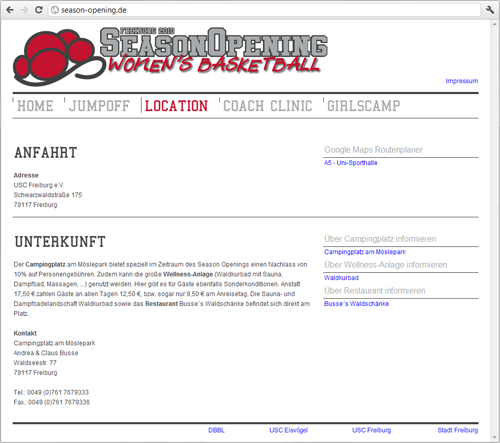 season-opening.de
FREIBURG 2010
SEASONOPENING
WOMEN'S BASKETBALL
Impressum
HOME JUMPOFF LOCATION COACH CLINIC GIRLSCAMP
ANFAHRT
Adresse
USC Freiburg e.V.
Schwarzwaldstraße 175
79117 Freiburg
Google Maps Routenplaner
A5 - Uni-Sporthalle
UNTERKUNFT
Der Campingplatz am Möslepark bietet speziell im Zeitraum des Season Openings einen Nachlass von
10% auf Personengebühren. Zudem kann die große Wellness-Anlage (Waldkurbad mit Sauna,
Dampfbad, Massagen, ...) genutzt werden. Hier gibt es für Gäste ebenfalls Sonderkonditionen. Anstatt
17,50 € zahlen Gäste an allen Tagen 12,50 €, bzw. sogar nur 9,50 € am Anreisetag. Die Sauna- und
Dampfbadelandschaft Waldkurbad sowie das Restaurant Busse´s Waldschänke befindet sich direkt am
Platz.
Kontakt
Campingplatz am Möslepark
Andrea & Claus Busse
Waldseestr. 77
79117 Freiburg
Tel.: 0049 (0)761 7679333
Fax.: 0049 (0)761 7679336
Über Campingplatz informieren
Campingplatz am Möslepark
Über Wellness-Anlage informieren
Waldkurbad
Über Restaurant informieren
Busse´s Waldschänke
DBBL USC Eisvögel USC Freiburg Stadt Freiburg